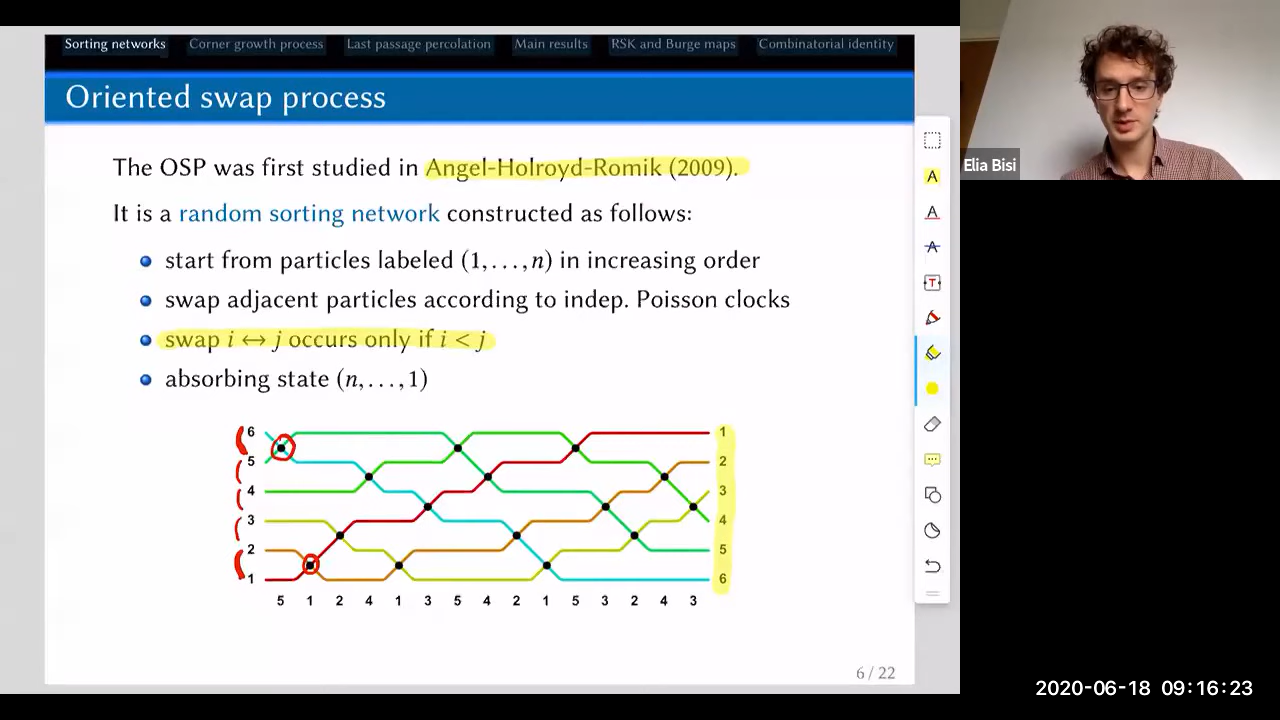 Sorting networks Corner growth process Last passage percolation Main results RSK and Burge maps Combinatorial identity
Oriented swap process
The OSP was first studied in Angel-Holroyd-Romik (2009).
It is a random sorting network constructed as follows:
start from particles labeled (1,…,n) in increasing order
swap adjacent particles according to indep. Poisson clocks
swap i ↔ j occurs only if i < j
absorbing state (n,…,1)
6 1
5 2
4 3
3 4
2 5
1 6
5 1 2 4 1 3 5 4 2 1 5 3 2 4 3
6 / 22
A
A
A
T
Elia Bisi
2020-06-18 09:16:23